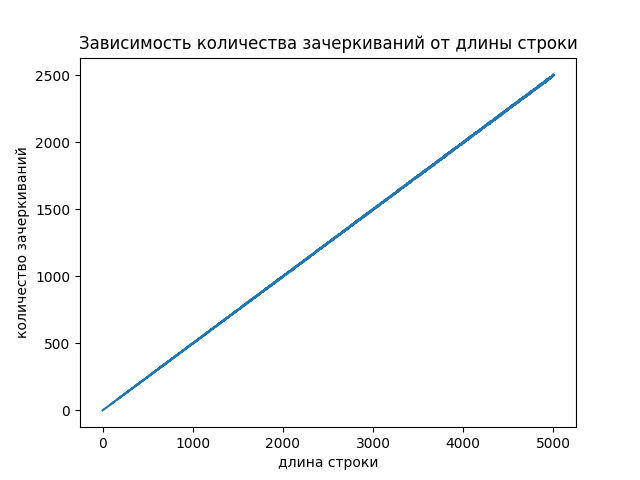 Зависимость количества зачеркиваний от длины строки
количество зачеркиваний
2500
2000
1500
1000
500
0
0 1000 2000 3000 4000 5000
длина строки